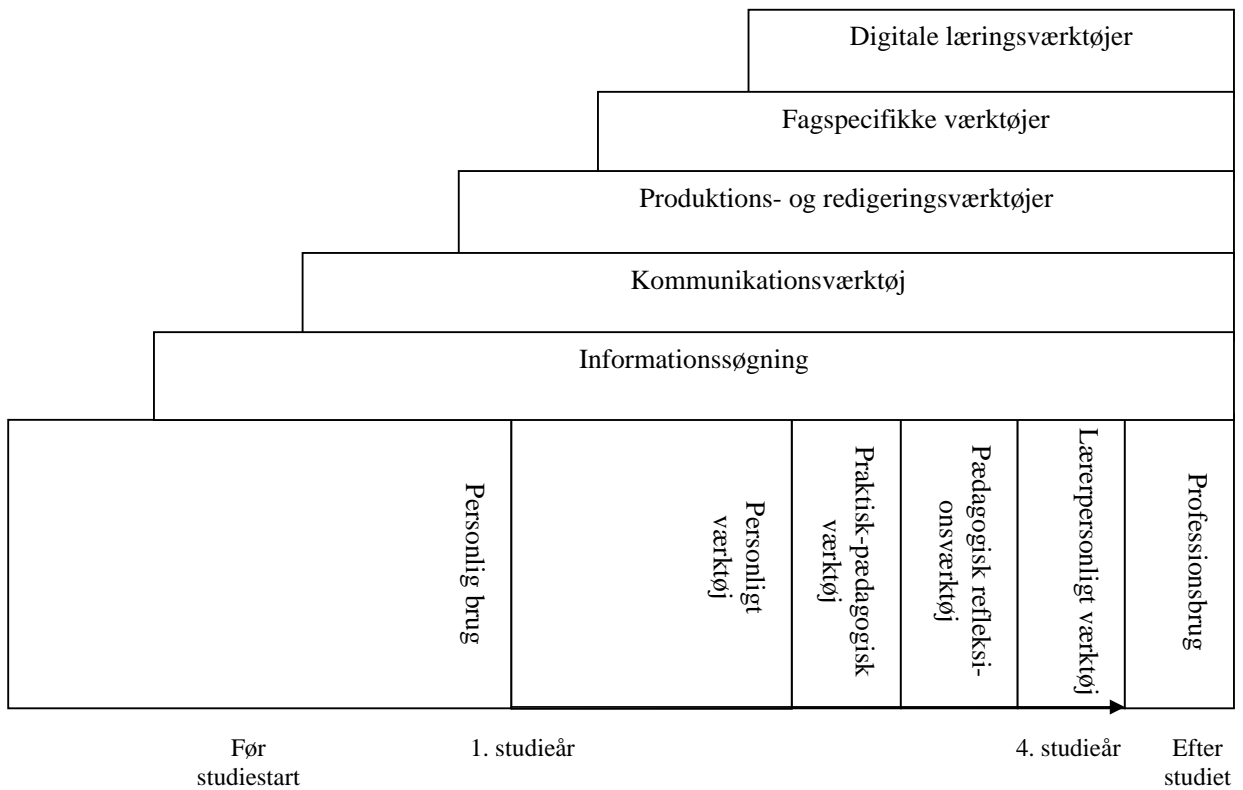 Digitale læringsværktøjer
Fagspecifikke værktøjer
Produktions- og redigeringsværktøjer
Kommunikationsværktøj
Informationssøgning
Personlig brug
Personligt
værktøj
Praktisk-pædagogisk
værktøj
Pædagogisk refleksi-
onsværktøj
Lærerpersonligt værktøj
Professionsbrug
Før
studiestart
1. studieår
4. studieår
Efter
studiet